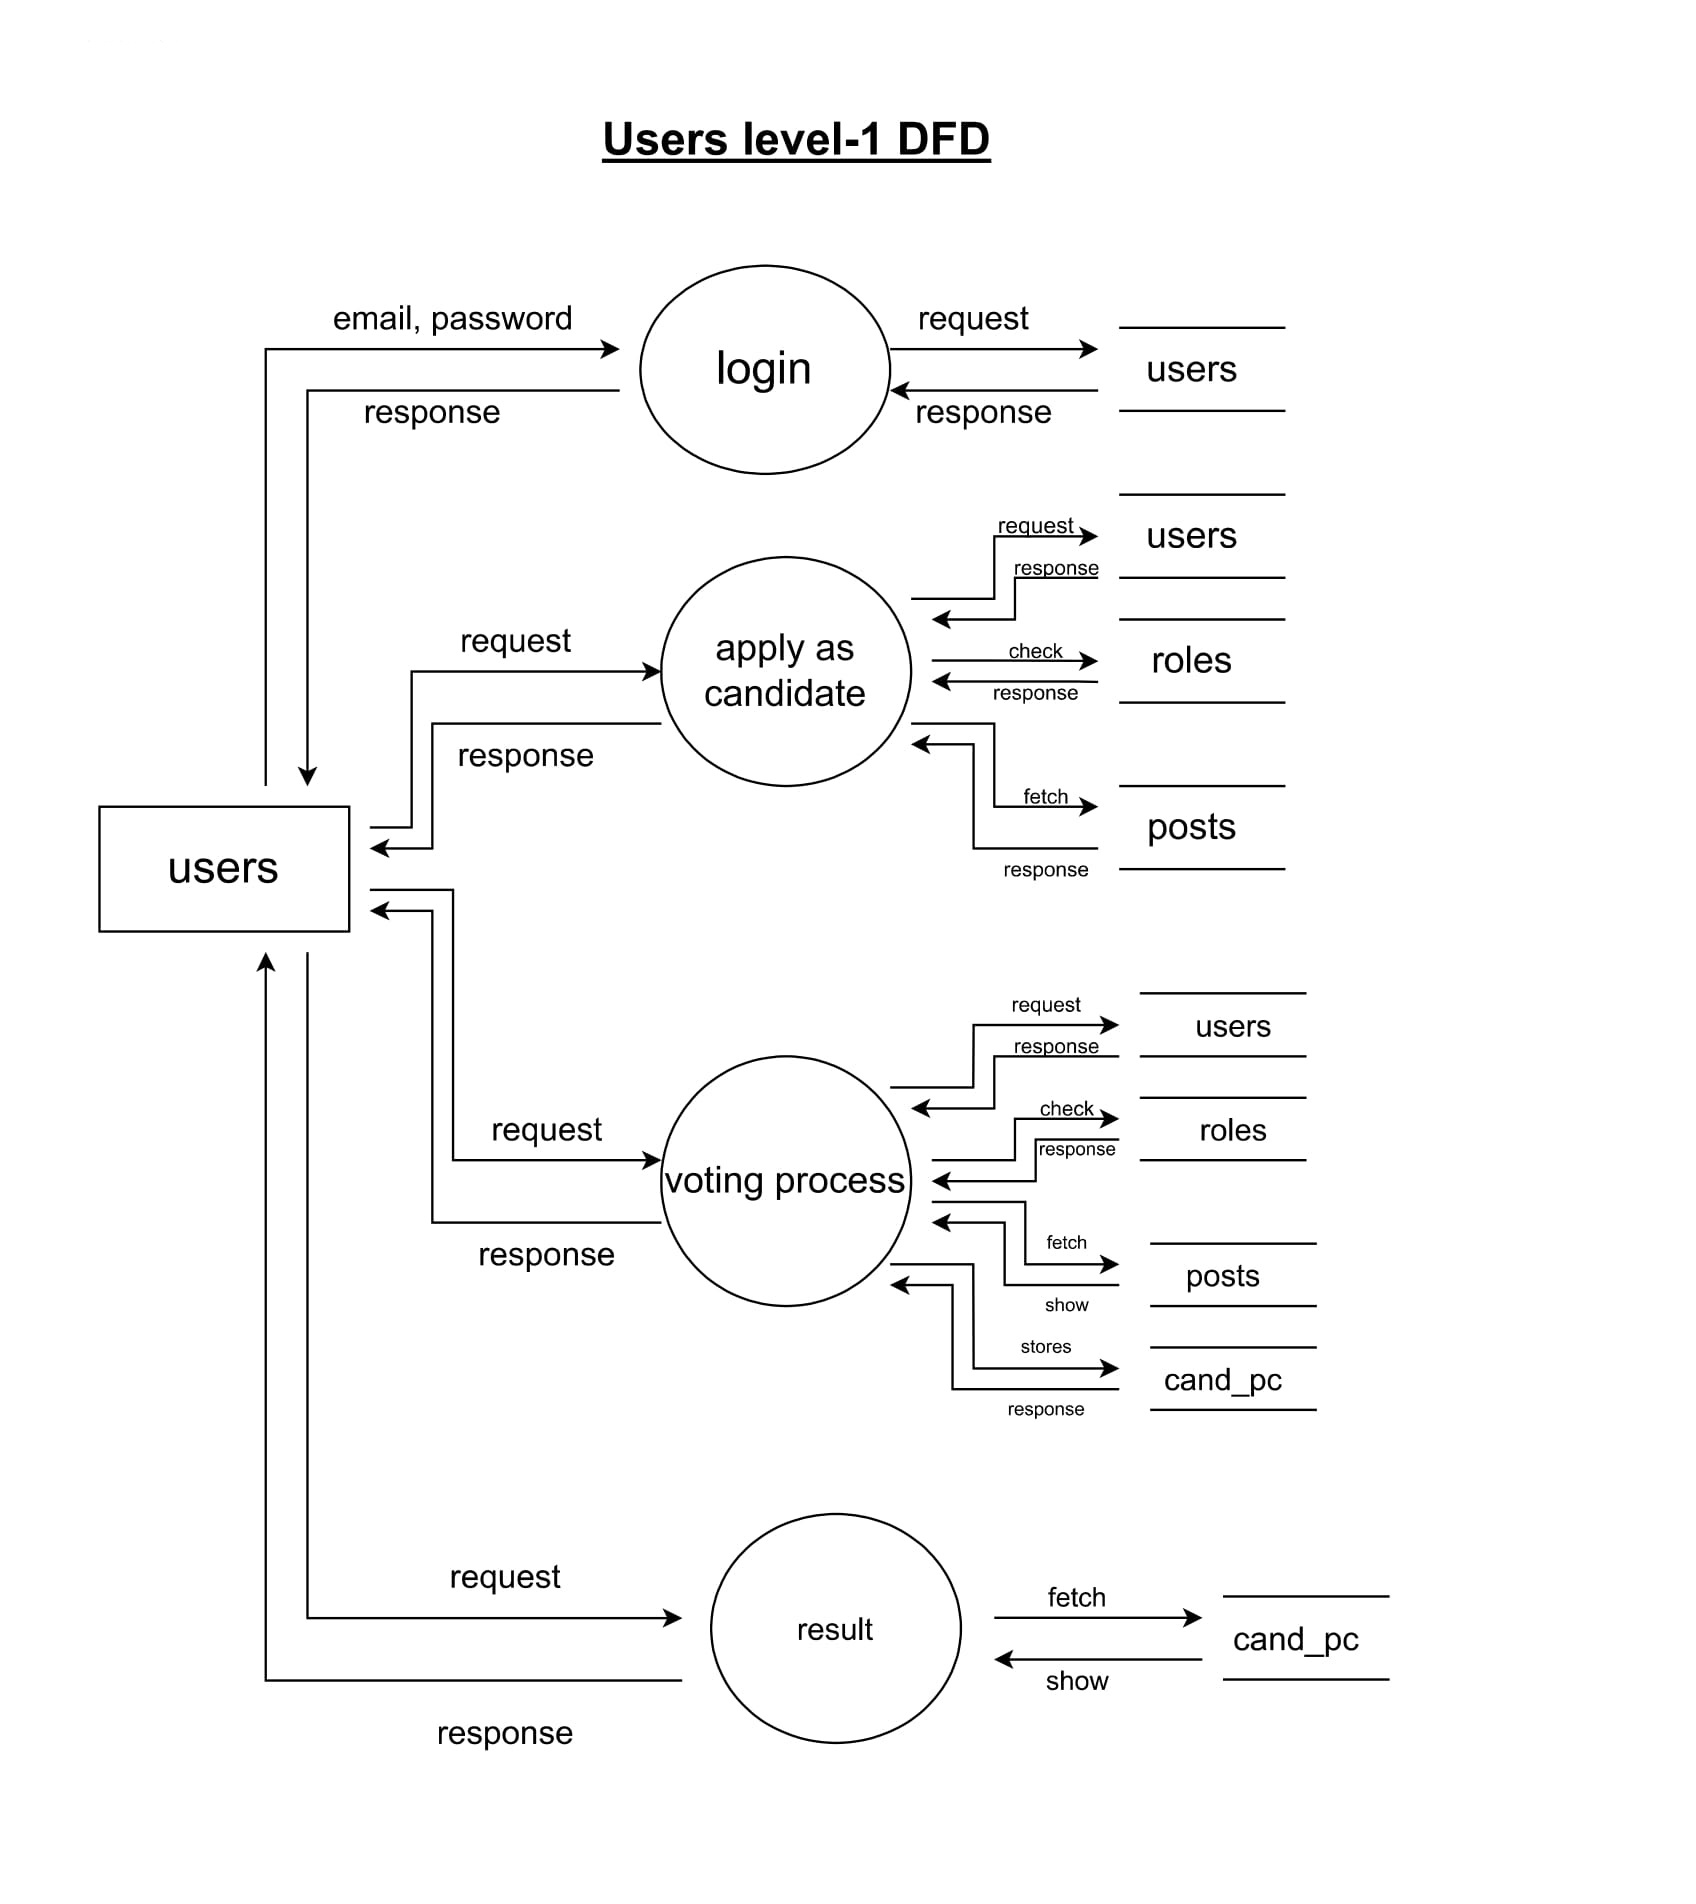 Users level-1 DFD
email, password
request
login
users
response
response
request
users
response
request
apply as
candidate
check
roles
response
response
fetch
posts
response
users
request
users
response
request
check
roles
response
voting process
response
fetch
posts
show
stores
cand_pc
response
request
result
fetch
cand_pc
show
response